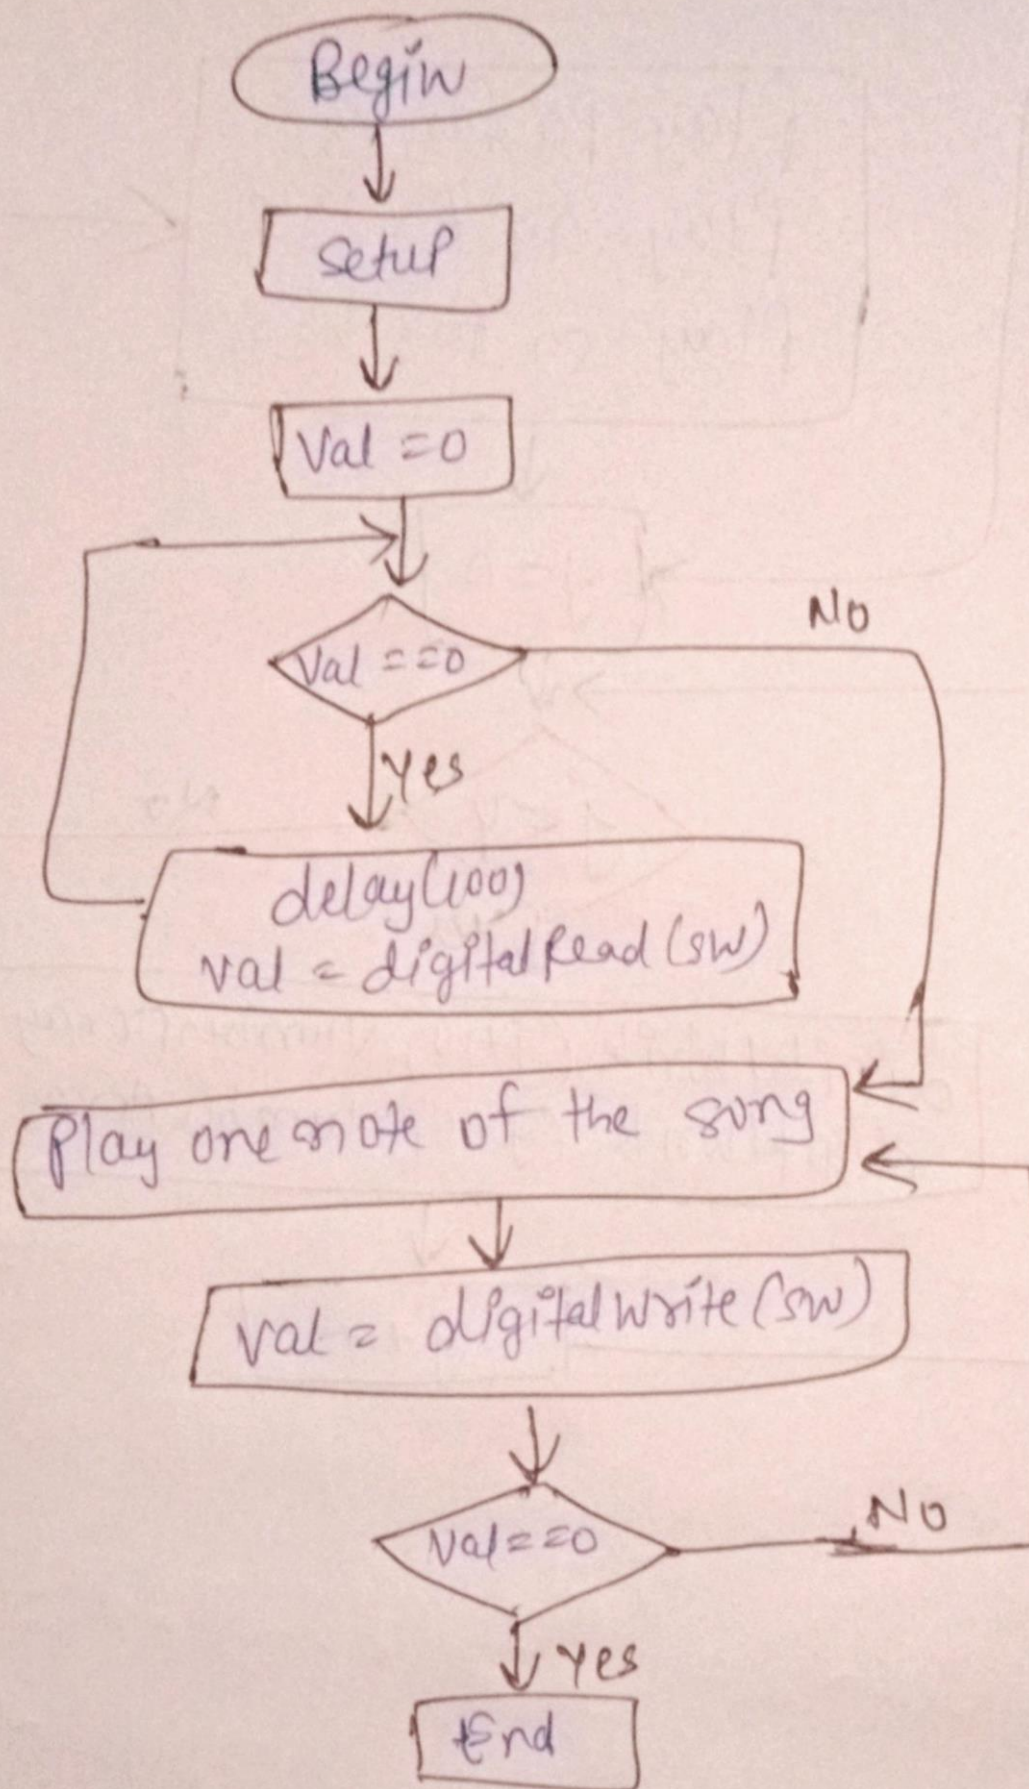 Begin
Setup
Val = 0
Val == 0
No
Yes
delay(100)
val = digitalRead (sw)
Play one note of the song
val = digitalWrite (sw)
Val == 0
No
Yes
End